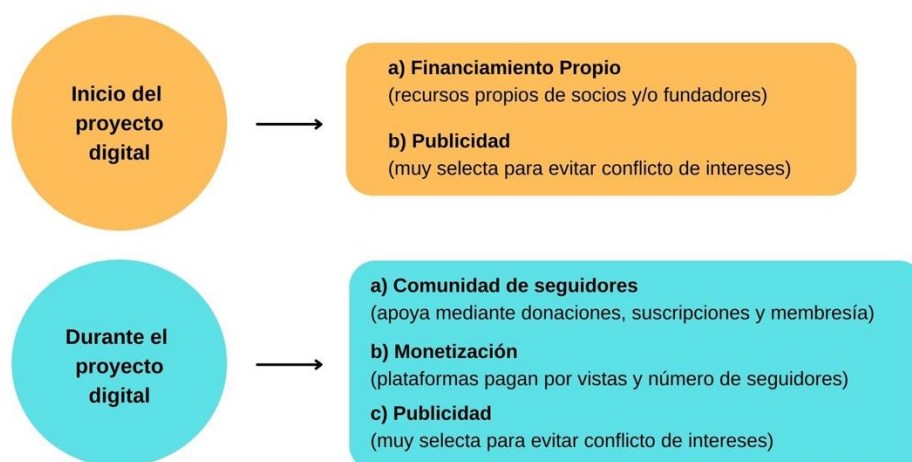 Inicio del
proyecto
digital
a) Financiamiento Propio
(recursos propios de socios y/o fundadores)
b) Publicidad
(muy selecta para evitar conflicto de intereses)
Durante el
proyecto
digital
a) Comunidad de seguidores
(apoya mediante donaciones, suscripciones y membresía)
b) Monetización
(plataformas pagan por vistas y número de seguidores)
c) Publicidad
(muy selecta para evitar conflicto de intereses)